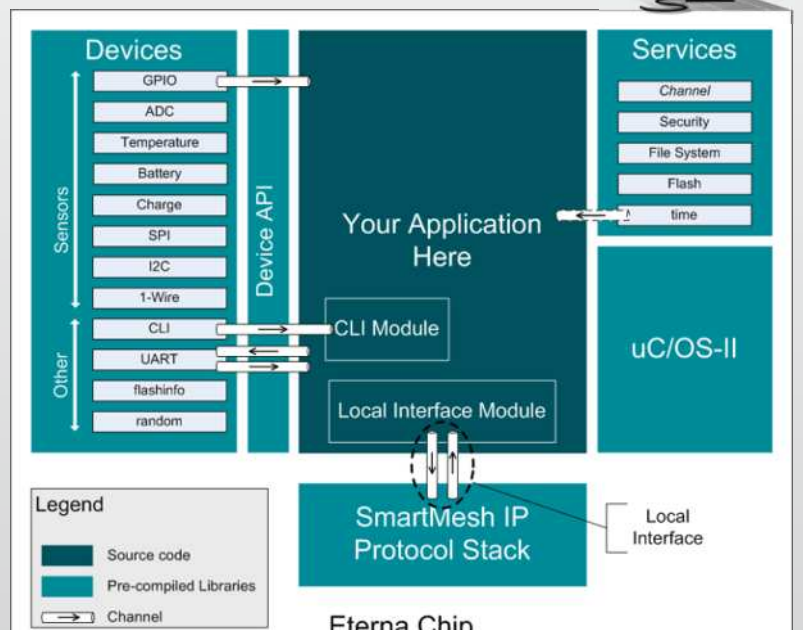 Devices
Sensors
GPIO
ADC
Temperature
Battery
Charge
SPI
I2C
1-Wire
Other
CLI
UART
flashinfo
random
Device API
Your Application
Here
CLI Module
Local Interface Module
Services
Channel
Security
File System
Flash
time
uC/OS-II
SmartMesh IP
Protocol Stack
Local
Interface
Legend
Source code
Pre-compiled Libraries
Channel
Eterna Chip